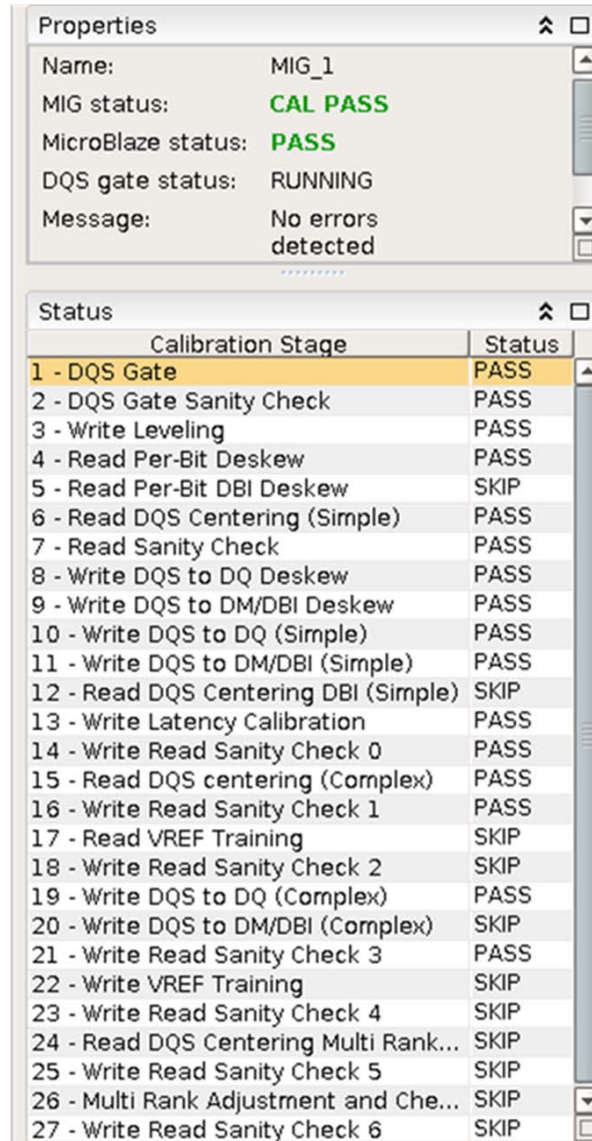 Properties
Name: MIG_1
MIG status: CAL PASS
MicroBlaze status: PASS
DQS gate status: RUNNING
Message: No errors
detected
Status
Calibration Stage Status
1 - DQS Gate PASS
2 - DQS Gate Sanity Check PASS
3 - Write Leveling PASS
4 - Read Per-Bit Deskew PASS
5 - Read Per-Bit DBI Deskew SKIP
6 - Read DQS Centering (Simple) PASS
7 - Read Sanity Check PASS
8 - Write DQS to DQ Deskew PASS
9 - Write DQS to DM/DBI Deskew PASS
10 - Write DQS to DQ (Simple) PASS
11 - Write DQS to DM/DBI (Simple) PASS
12 - Read DQS Centering DBI (Simple) SKIP
13 - Write Latency Calibration PASS
14 - Write Read Sanity Check 0 PASS
15 - Read DQS centering (Complex) PASS
16 - Write Read Sanity Check 1 PASS
17 - Read VREF Training SKIP
18 - Write Read Sanity Check 2 SKIP
19 - Write DQS to DQ (Complex) PASS
20 - Write DQS to DM/DBI (Complex) SKIP
21 - Write Read Sanity Check 3 PASS
22 - Write VREF Training SKIP
23 - Write Read Sanity Check 4 SKIP
24 - Read DQS Centering Multi Rank... SKIP
25 - Write Read Sanity Check 5 SKIP
26 - Multi Rank Adjustment and Che... SKIP
27 - Write Read Sanity Check 6 SKIP